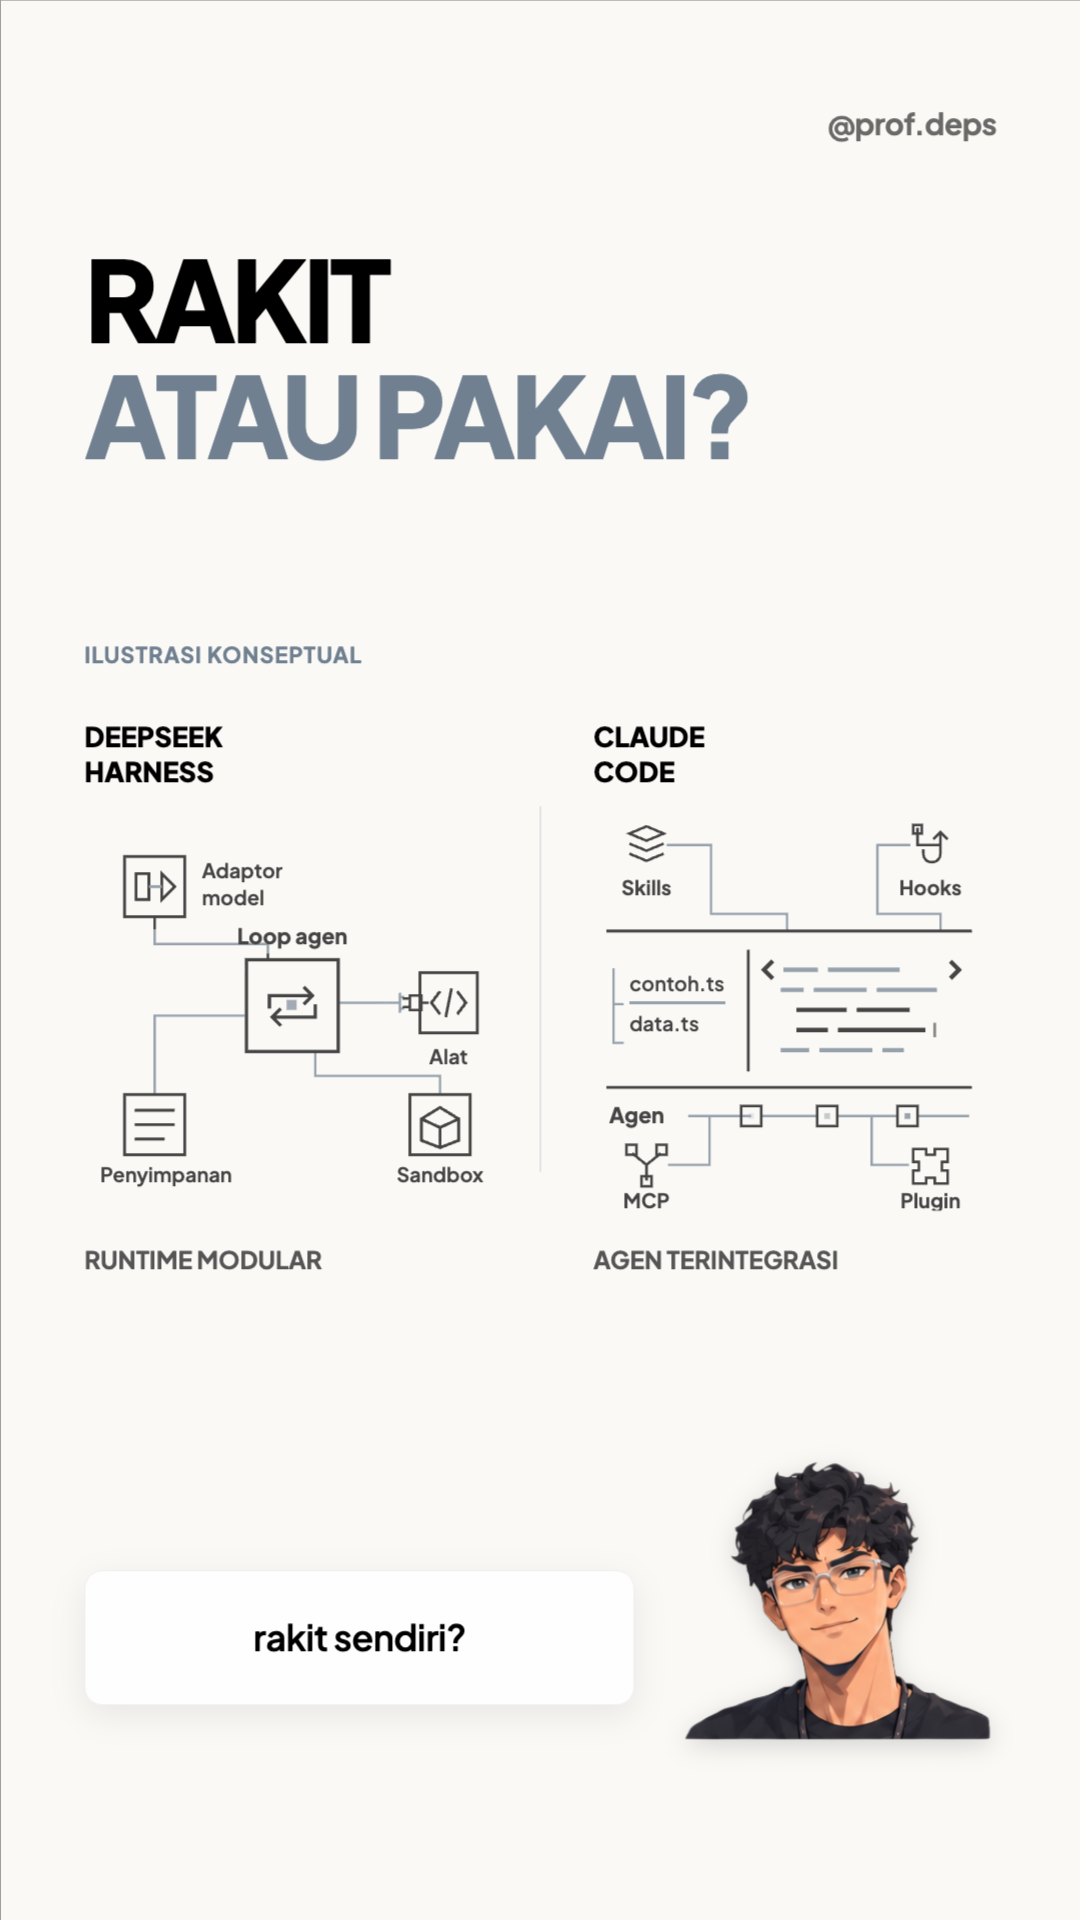 @prof.deps
RAKIT
ATAU PAKAI?
ILUSTRASI KONSEPTUAL
DEEPSEEK
HARNESS
Adaptor
model
Loop agen
Alat
Penyimpanan
Sandbox
RUNTIME MODULAR
CLAUDE
CODE
Skills
Hooks
contoh.ts
data.ts
Agen
MCP
Plugin
AGEN TERINTEGRASI
rakit sendiri?